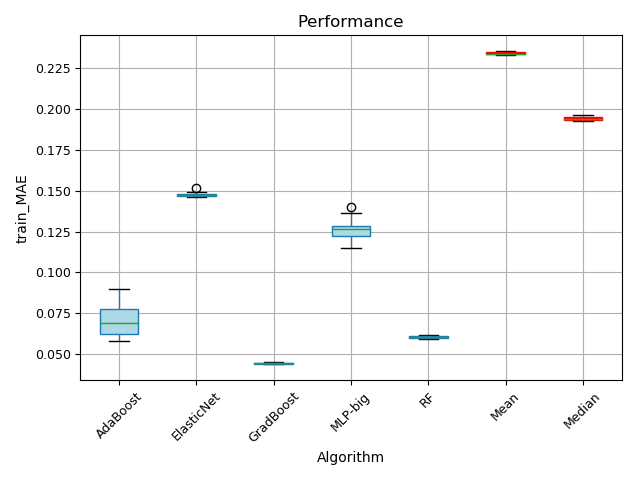 Performance
train_MAE
0.225
0.200
0.175
0.150
0.125
0.100
0.075
0.050
AdaBoost
ElasticNet
GradBoost
MLP-big
RF
Mean
Median
Algorithm